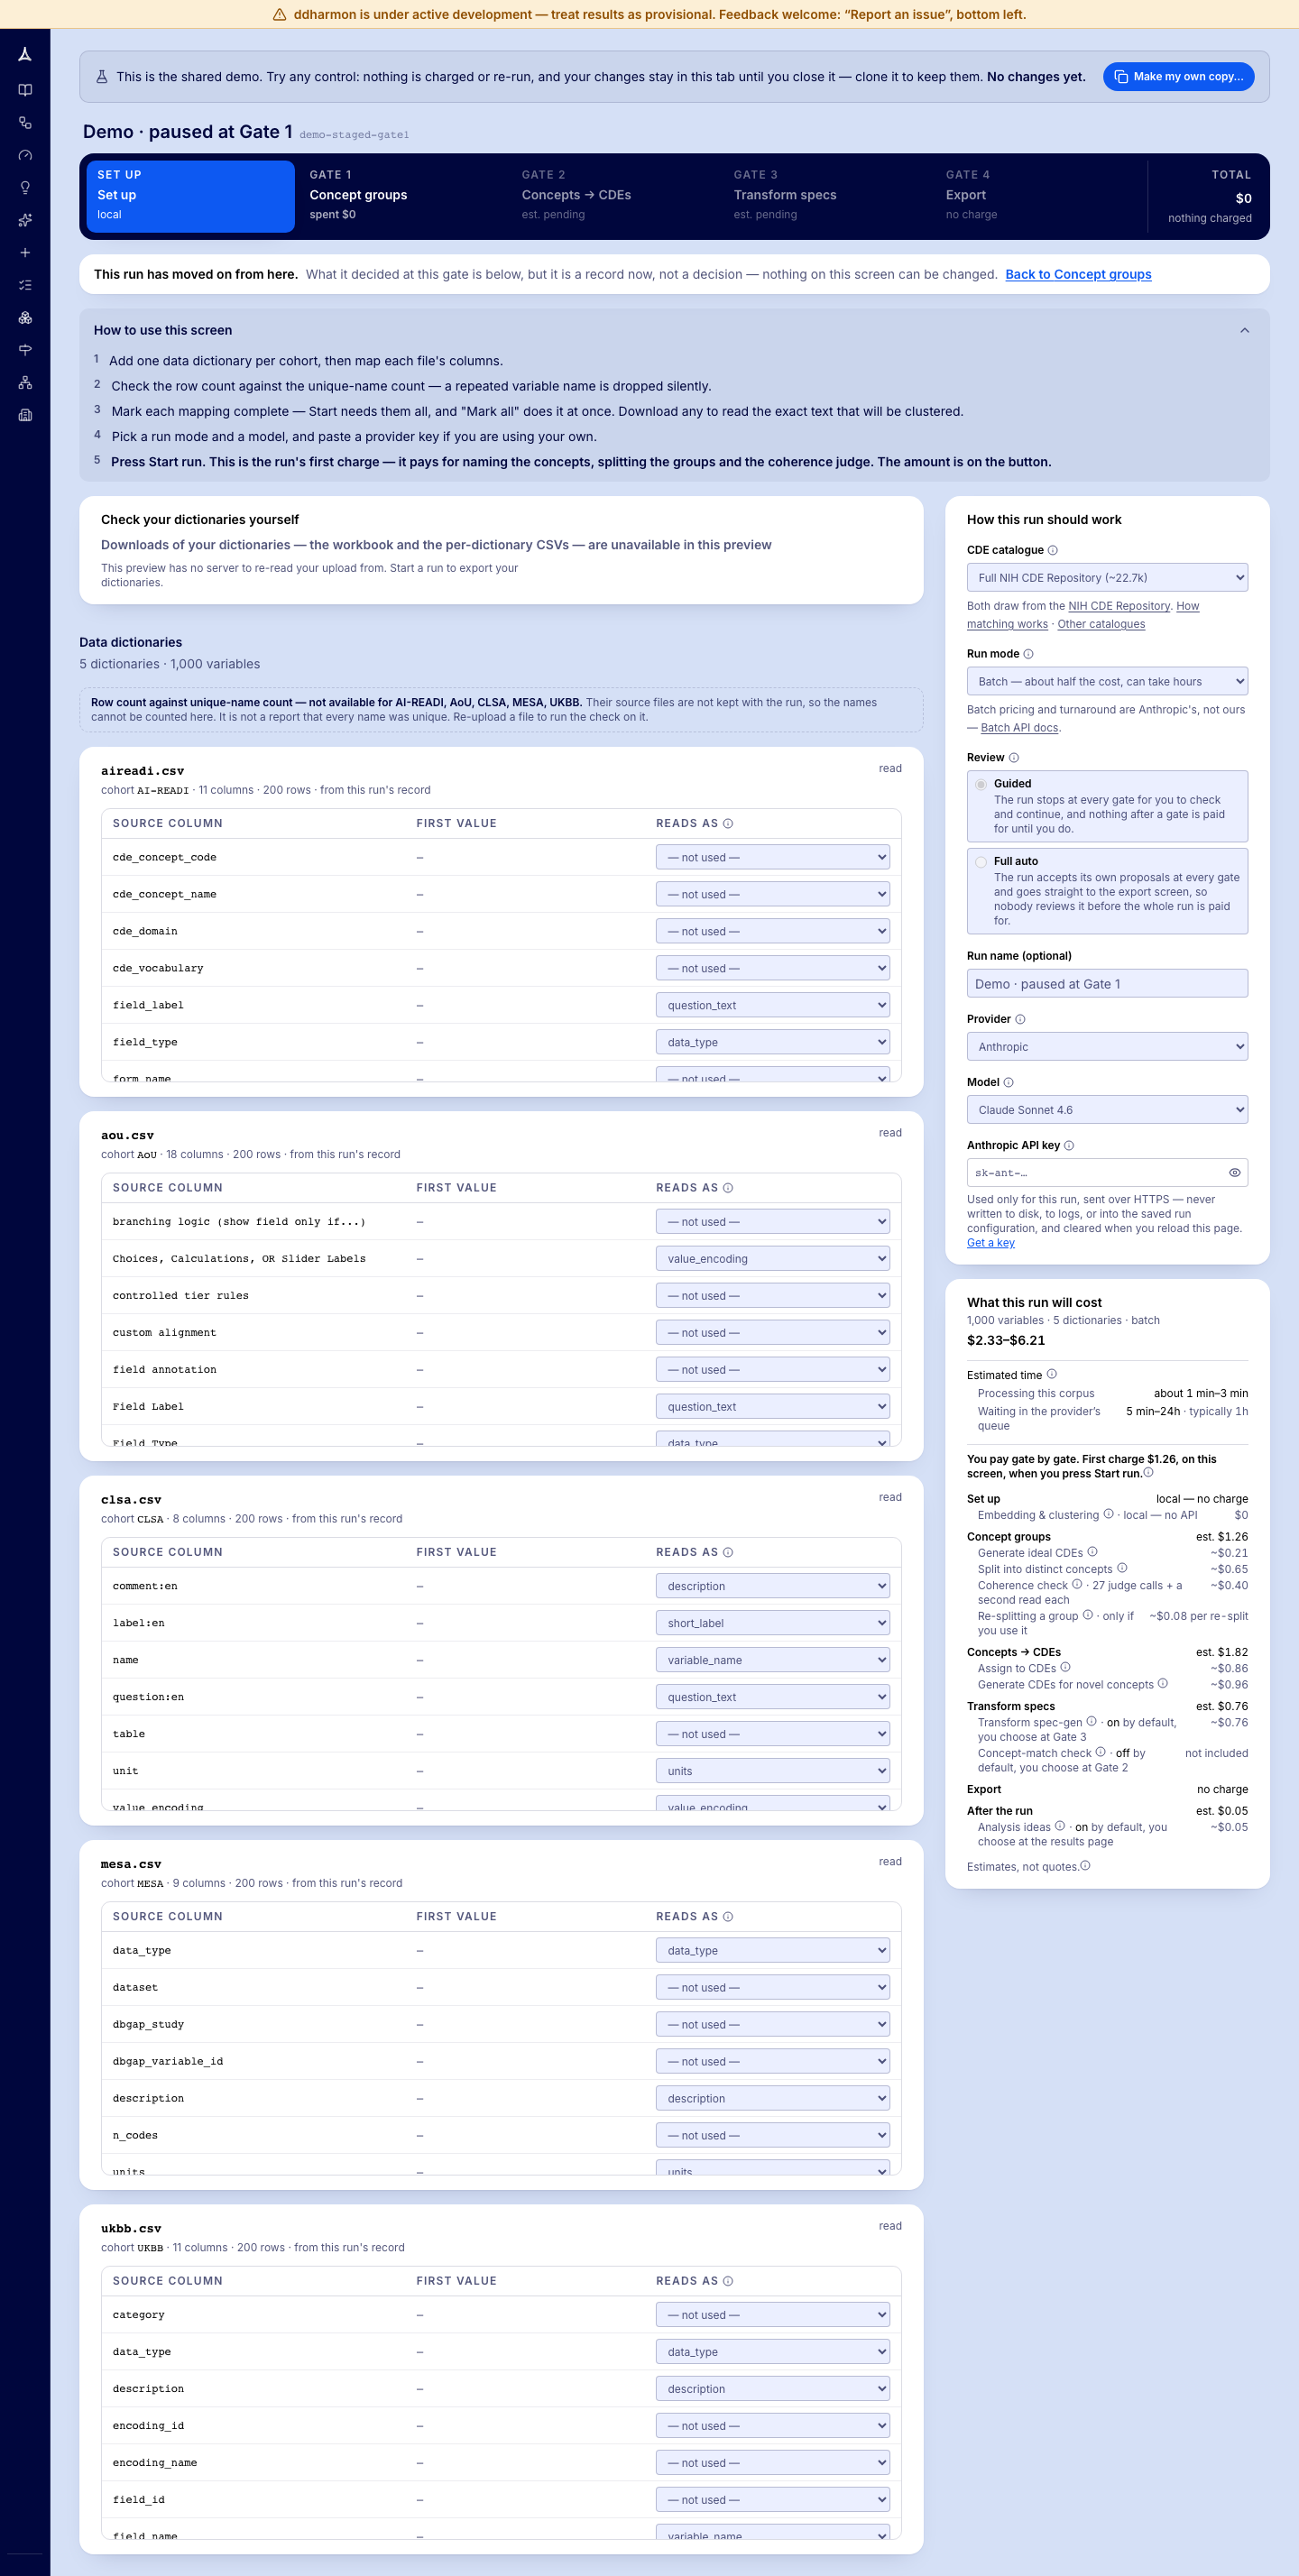 ddharmon is under active development — treat results as provisional. Feedback welcome: “Report an issue”, bottom left.
This is the shared demo. Try any control: nothing is charged or re-run, and your changes stay in this tab until you close it — clone it to keep them. No changes yet.
Make my own copy...
Demo · paused at Gate 1 demo-staged-gate1
SET UP
Set up
local
GATE 1
Concept groups
spent $0
GATE 2
Concepts → CDEs
est. pending
GATE 3
Transform specs
est. pending
GATE 4
Export
no charge
TOTAL
$0
nothing charged
This run has moved on from here. What it decided at this gate is below, but it is a record now, not a decision — nothing on this screen can be changed. Back to Concept groups
How to use this screen
1 Add one data dictionary per cohort, then map each file's columns.
2 Check the row count against the unique-name count — a repeated variable name is dropped silently.
3 Mark each mapping complete — Start needs them all, and "Mark all" does it at once. Download any to read the exact text that will be clustered.
4 Pick a run mode and a model, and paste a provider key if you are using your own.
5 Press Start run. This is the run's first charge — it pays for naming the concepts, splitting the groups and the coherence judge. The amount is on the button.
Check your dictionaries yourself
Downloads of your dictionaries — the workbook and the per-dictionary CSVs — are unavailable in this preview
This preview has no server to re-read your upload from. Start a run to export your
dictionaries.
Data dictionaries
5 dictionaries · 1,000 variables
Row count against unique-name count — not available for AI-READI, AoU, CLSA, MESA, UKBB. Their source files are not kept with the run, so the names
cannot be counted here. It is not a report that every name was unique. Re-upload a file to run the check on it.
aireadi.csv read
cohort AI-READI · 11 columns · 200 rows · from this run's record
SOURCE COLUMN FIRST VALUE READS AS
cde_concept_code — — not used —
cde_concept_name — — not used —
cde_domain — — not used —
cde_vocabulary — — not used —
field_label — question_text
field_type — data_type
form_name — — not used —
aou.csv read
cohort AoU · 18 columns · 200 rows · from this run's record
SOURCE COLUMN FIRST VALUE READS AS
branching logic (show field only if...) — — not used —
Choices, Calculations, OR Slider Labels — value_encoding
controlled tier rules — — not used —
custom alignment — — not used —
field annotation — — not used —
Field Label — question_text
Field Type — data_type
clsa.csv read
cohort CLSA · 8 columns · 200 rows · from this run's record
SOURCE COLUMN FIRST VALUE READS AS
comment:en — description
label:en — short_label
name — variable_name
question:en — question_text
table — — not used —
unit — units
value_encoding — value_encoding
mesa.csv read
cohort MESA · 9 columns · 200 rows · from this run's record
SOURCE COLUMN FIRST VALUE READS AS
data_type — data_type
dataset — — not used —
dbgap_study — — not used —
dbgap_variable_id — — not used —
description — description
n_codes — — not used —
units — units
ukbb.csv read
cohort UKBB · 11 columns · 200 rows · from this run's record
SOURCE COLUMN FIRST VALUE READS AS
category — — not used —
data_type — data_type
description — description
encoding_id — — not used —
encoding_name — — not used —
field_id — — not used —
field_name — variable_name
How this run should work
CDE catalogue
Full NIH CDE Repository (~22.7k)
Both draw from the NIH CDE Repository. How
matching works · Other catalogues
Run mode
Batch — about half the cost, can take hours
Batch pricing and turnaround are Anthropic's, not ours
— Batch API docs.
Review
Guided
The run stops at every gate for you to check
and continue, and nothing after a gate is paid
for until you do.
Full auto
The run accepts its own proposals at every gate
and goes straight to the export screen, so
nobody reviews it before the whole run is paid
for.
Run name (optional)
Demo · paused at Gate 1
Provider
Anthropic
Model
Claude Sonnet 4.6
Anthropic API key
sk-ant-…
Used only for this run, sent over HTTPS — never
written to disk, to logs, or into the saved run
configuration, and cleared when you reload this page.
Get a key
What this run will cost
1,000 variables · 5 dictionaries · batch
$2.33–$6.21
Estimated time
Processing this corpus about 1 min–3 min
Waiting in the provider's 5 min–24h · typically 1h
queue
You pay gate by gate. First charge $1.26, on this
screen, when you press Start run.
Set up local — no charge
Embedding & clustering · local — no API $0
Concept groups est. $1.26
Generate ideal CDEs ~$0.21
Split into distinct concepts ~$0.65
Coherence check · 27 judge calls + a ~$0.40
second read each
Re-splitting a group · only if ~$0.08 per re-split
you use it
Concepts → CDEs est. $1.82
Assign to CDEs ~$0.86
Generate CDEs for novel concepts ~$0.96
Transform specs est. $0.76
Transform spec-gen · on by default, ~$0.76
you choose at Gate 3
Concept-match check · off by not included
default, you choose at Gate 2
Export no charge
After the run est. $0.05
Analysis ideas · on by default, you ~$0.05
choose at the results page
Estimates, not quotes.